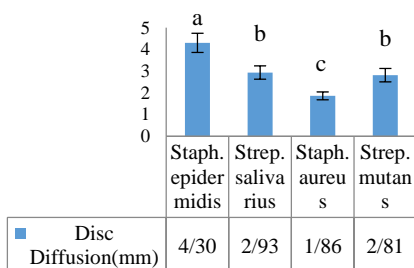 5
4
3
2
1
0
a
b
c
b
Staph. epider midis
Strep. saliva rius
Staph. aureu s
Strep. mutan s
Disc Diffusion(mm)
4/30
2/93
1/86
2/81